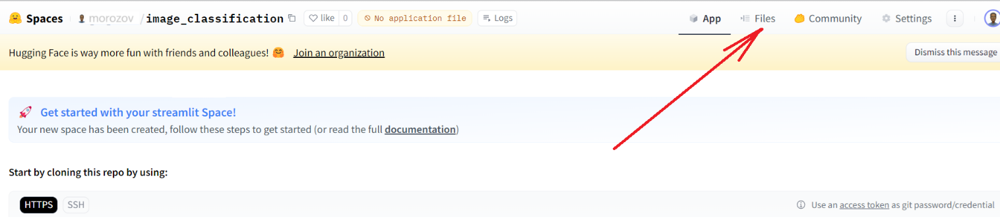 Spaces morozov / image_classification like 0 No application file Logs App Files Community Settings
Hugging Face is way more fun with friends and colleagues! Join an organization Dismiss this message
Get started with your streamlit Space!
Your new space has been created, follow these steps to get started (or read the full documentation)
Start by cloning this repo by using:
HTTPS SSH Use an access token as git password/credential